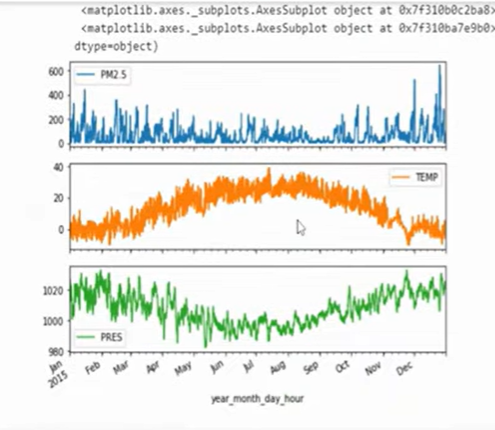 <matplotlib.axes._subplots.AxesSubplot object at 0x7f310b0c2ba8>
<matplotlib.axes._subplots.AxesSubplot object at 0x7f310ba7e9b0>
dtype=object)
600
400
200
0
PM2.5
40
20
0
TEMP
1020
1000
980
PRES
Jan
2015
Feb
Mar
Apr
May
Jun
Jul
Aug
Sep
Oct
Nov
Dec
year_month_day_hour